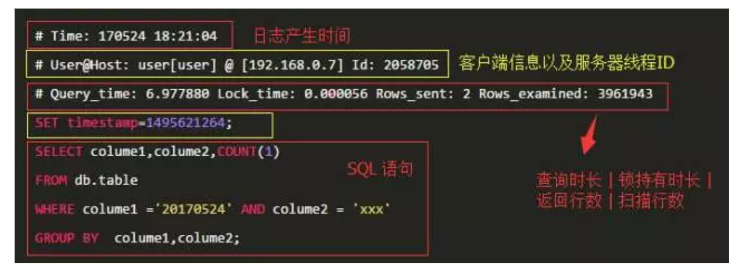 # Time: 170524 18:21:04 日志产生时间
# User@Host: user[user] @ [192.168.0.7] Id: 2058705 客户端信息以及服务器线程ID
# Query_time: 6.977880 Lock_time: 0.000056 Rows_sent: 2 Rows_examined: 3961943
SET timestamp=1495621264;
SELECT colume1,colume2,COUNT(1)
SQL 语句
FROM db.table
查询时长 | 锁持有时长 |
返回行数 | 扫描行数
WHERE colume1 ='20170524' AND colume2 = 'xxx'
GROUP BY colume1,colume2;